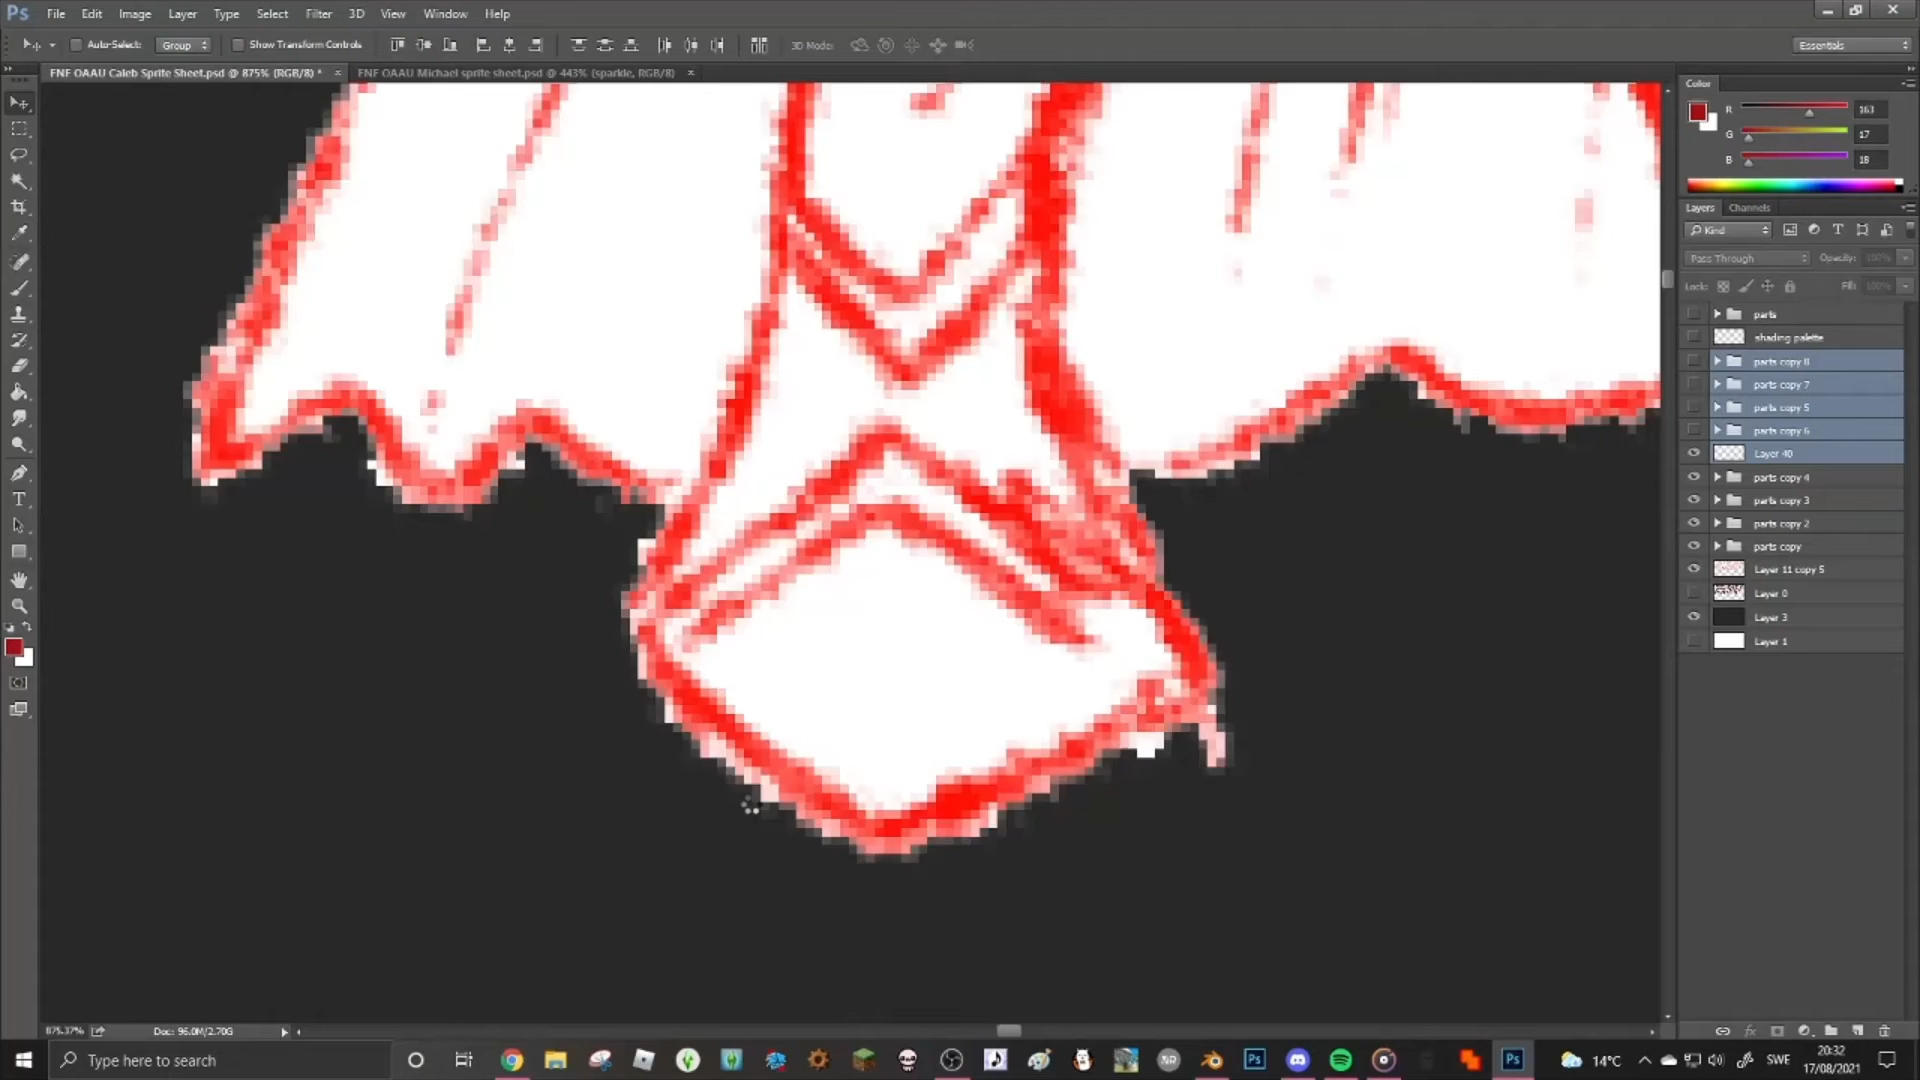 Ps File Edit Image Layer Type Select Filter 3D View Window Help
Auto-Select: Group Show Transform Controls 3D Mode: Essentials
FNF OAAU Caleb Sprite Sheet.psd @ 875% (RGB/8) * × FNF OAAU Michael sprite sheet.psd @ 443% (sparkle, RGB/8) ×
Color
R 163
G 17
B 18
Layers Channels
Kind
Pass Through Opacity: 100%
Lock: Fill: 100%
parts
shading palette
parts copy 8
parts copy 7
parts copy 5
parts copy 6
Layer 40
parts copy 4
parts copy 3
parts copy 2
parts copy
Layer 11 copy 5
Layer 0
Layer 3
Layer 1
875.37% Doc: 96.0M/2.70G
Type here to search
14°C SWE
20:32
17/08/2021